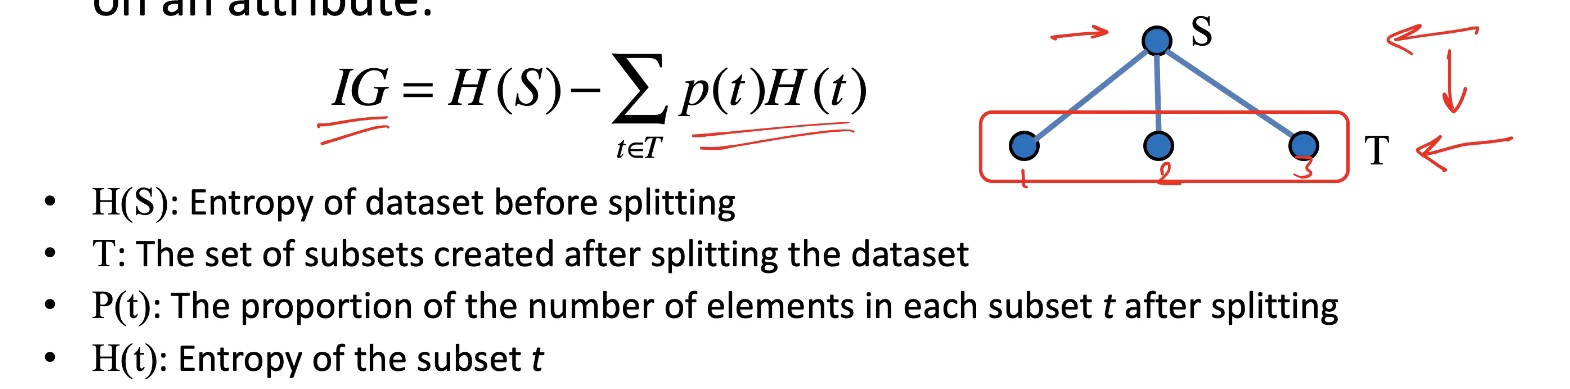 on an attribute.
IG = H(S) − ∑ p(t)H(t)
t∈T
S
T
1 2 3
• H(S): Entropy of dataset before splitting
• T: The set of subsets created after splitting the dataset
• P(t): The proportion of the number of elements in each subset t after splitting
• H(t): Entropy of the subset t